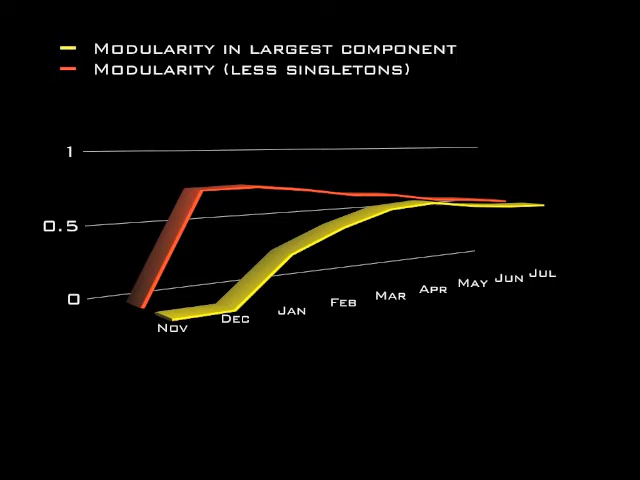 Modularity in largest component
Modularity (less singletons)
1
0.5
0
Nov Dec Jan Feb Mar Apr May Jun Jul